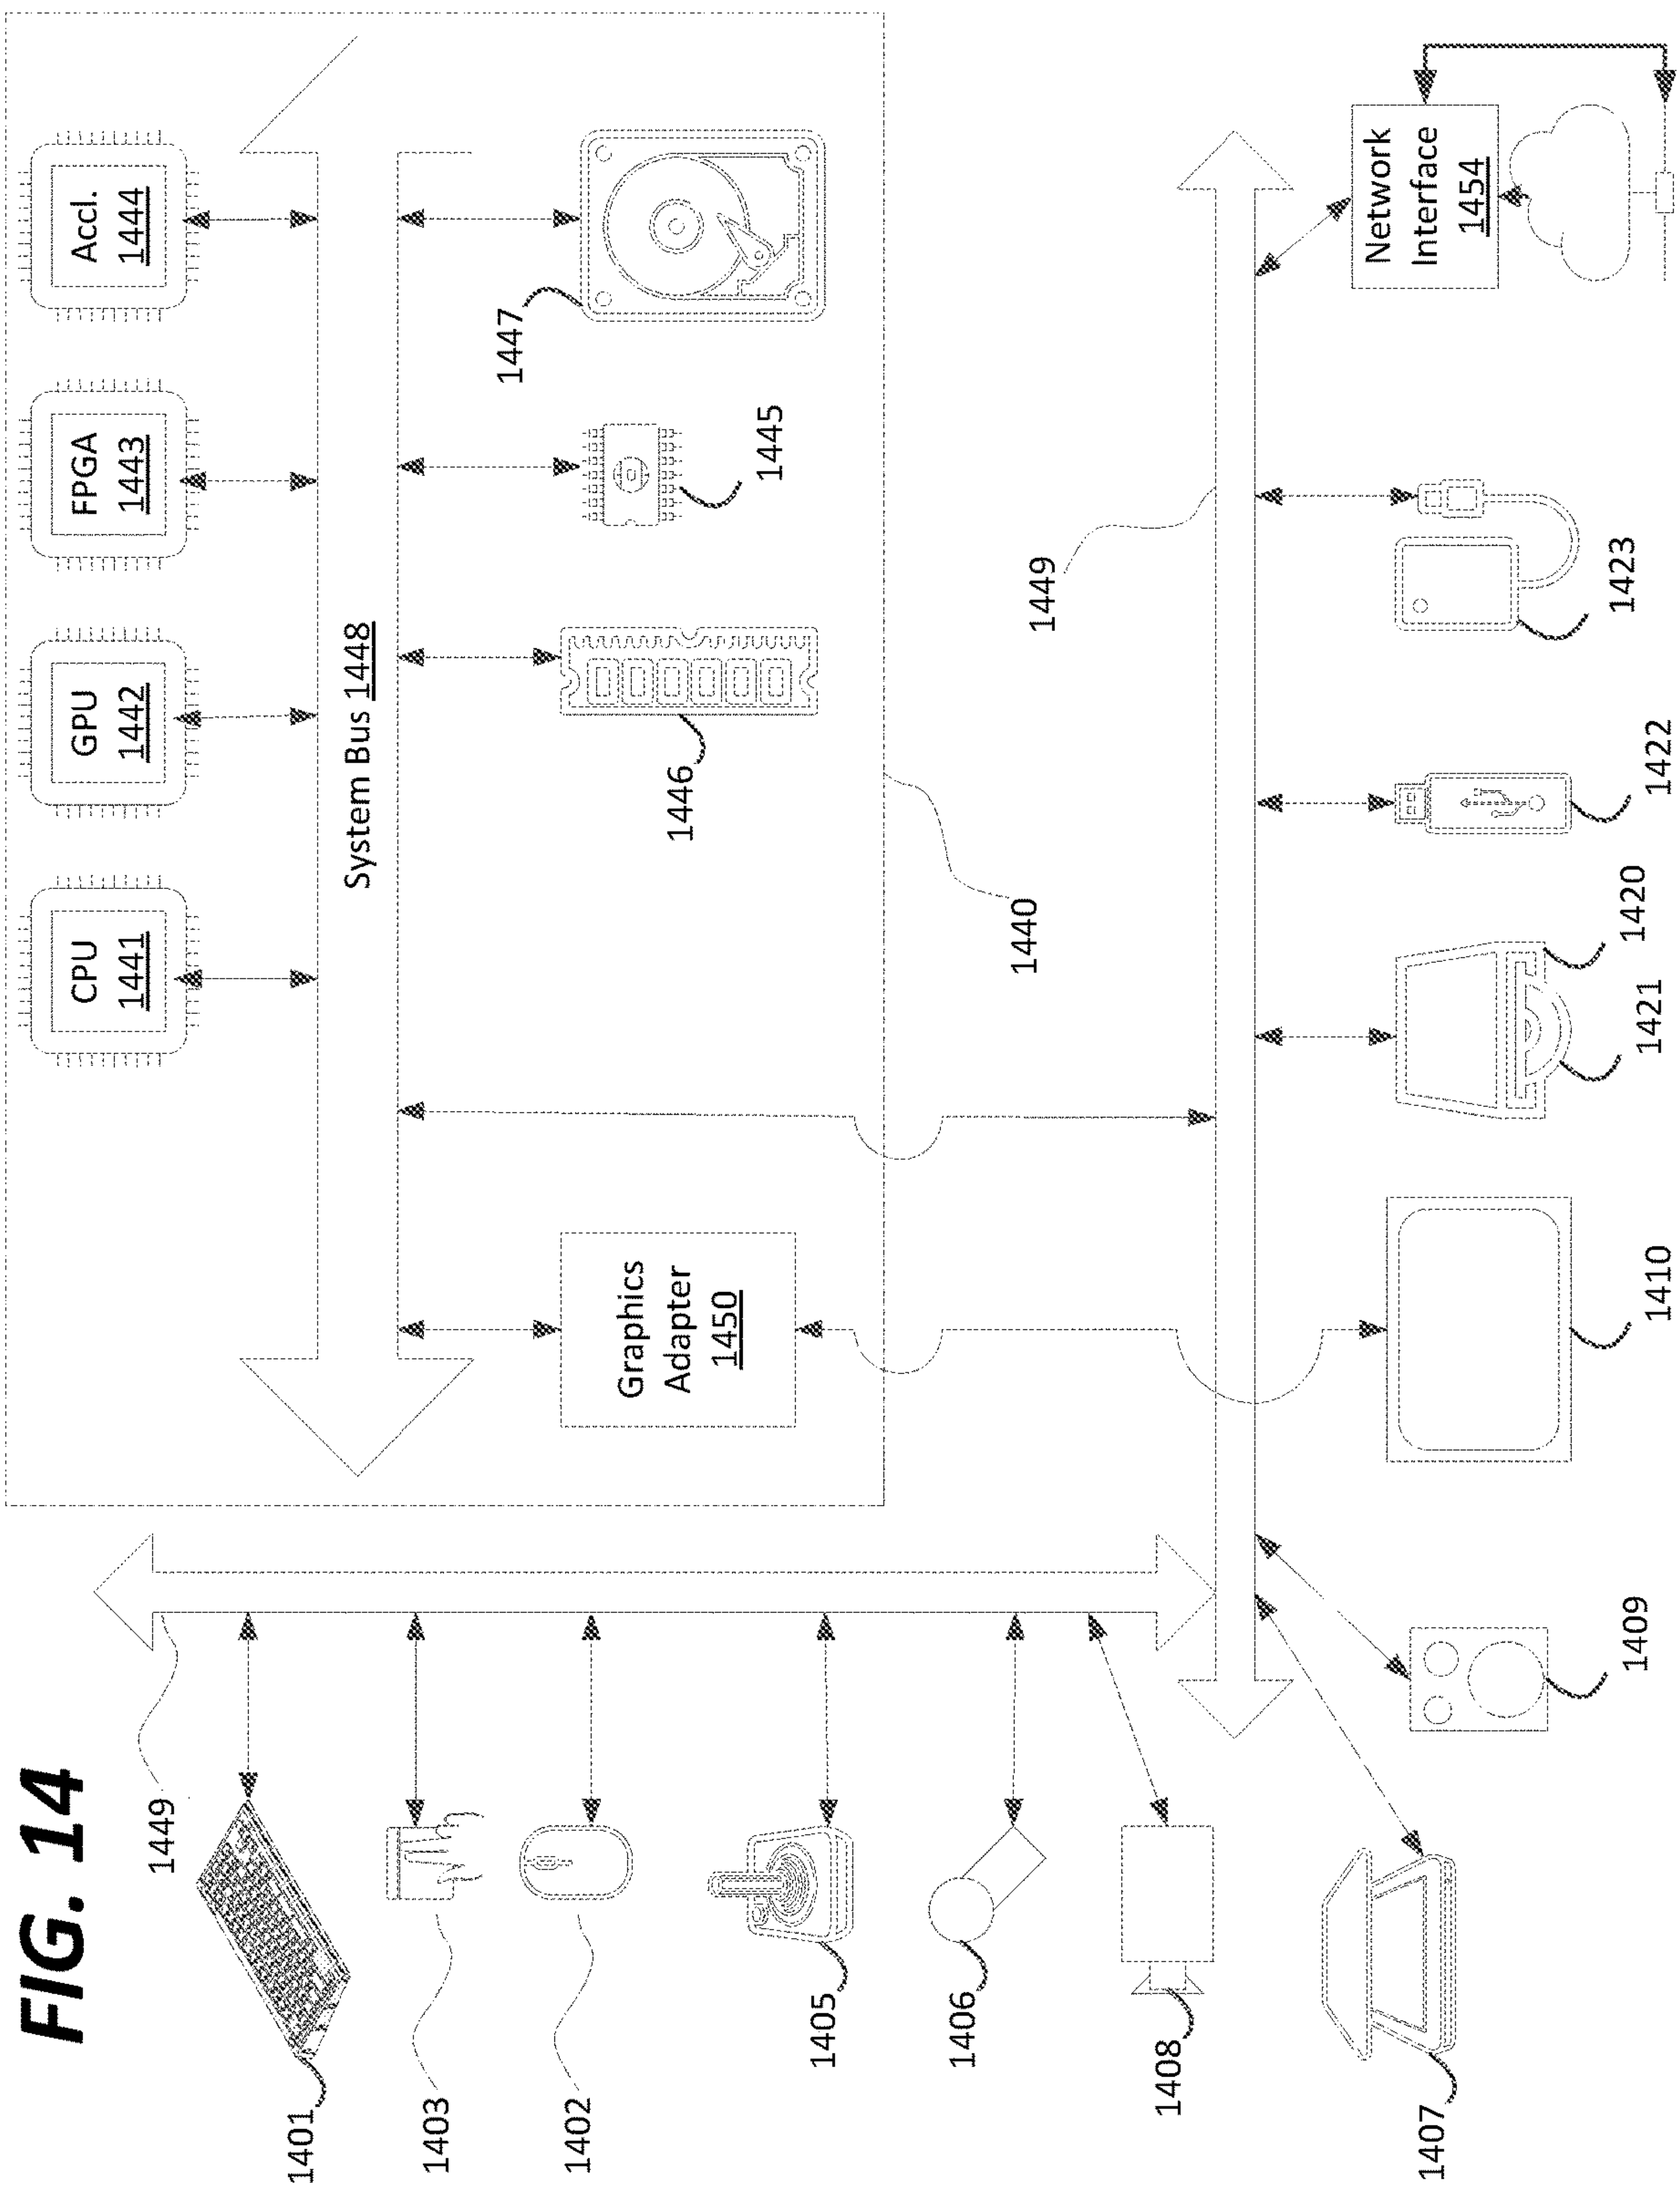 FIG. 14
1449
1401
1403
1402
1405
1406
1408
1407
CPU
1441
GPU
1442
FPGA
1443
Accl.
1444
System Bus 1448
Graphics
Adapter
1450
1446
1445
1447
1440
1449
1409
1410
1421
1420
1422
1423
Network
Interface
1454